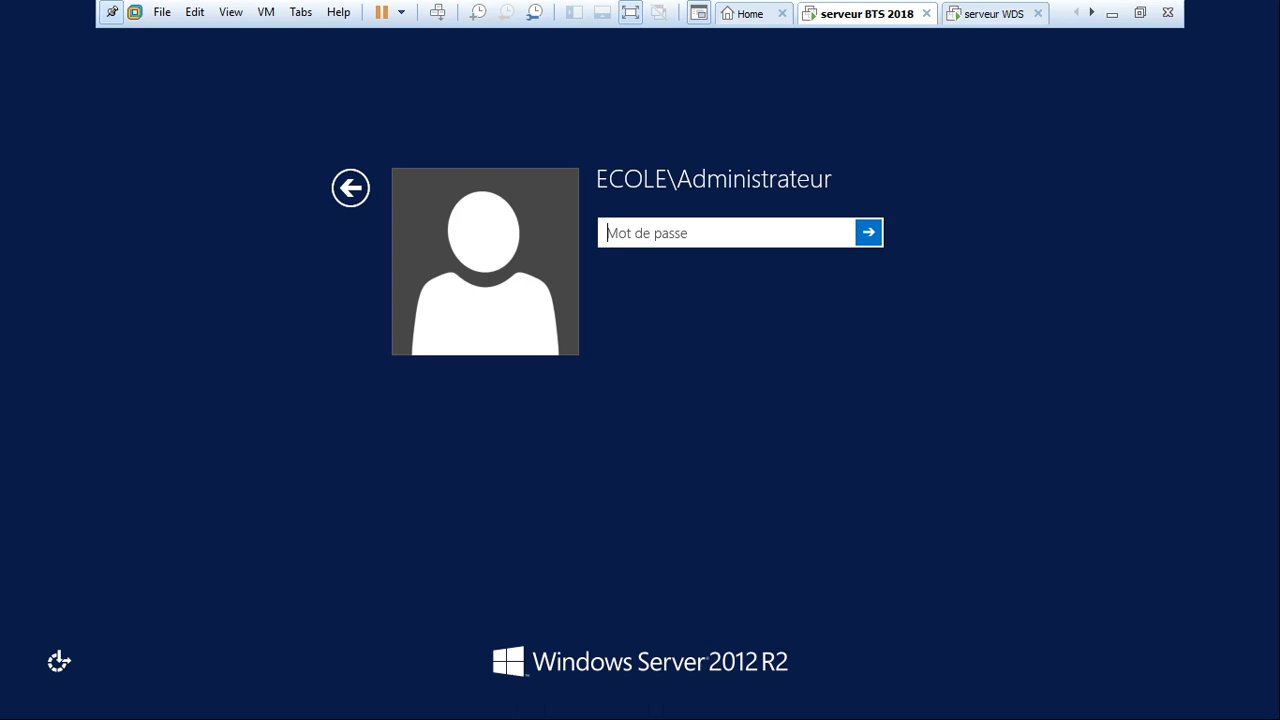 File Edit View VM Tabs Help Home serveur BTS 2018 serveur WDS
ECOLE\Administrateur
Mot de passe
Windows Server 2012 R2